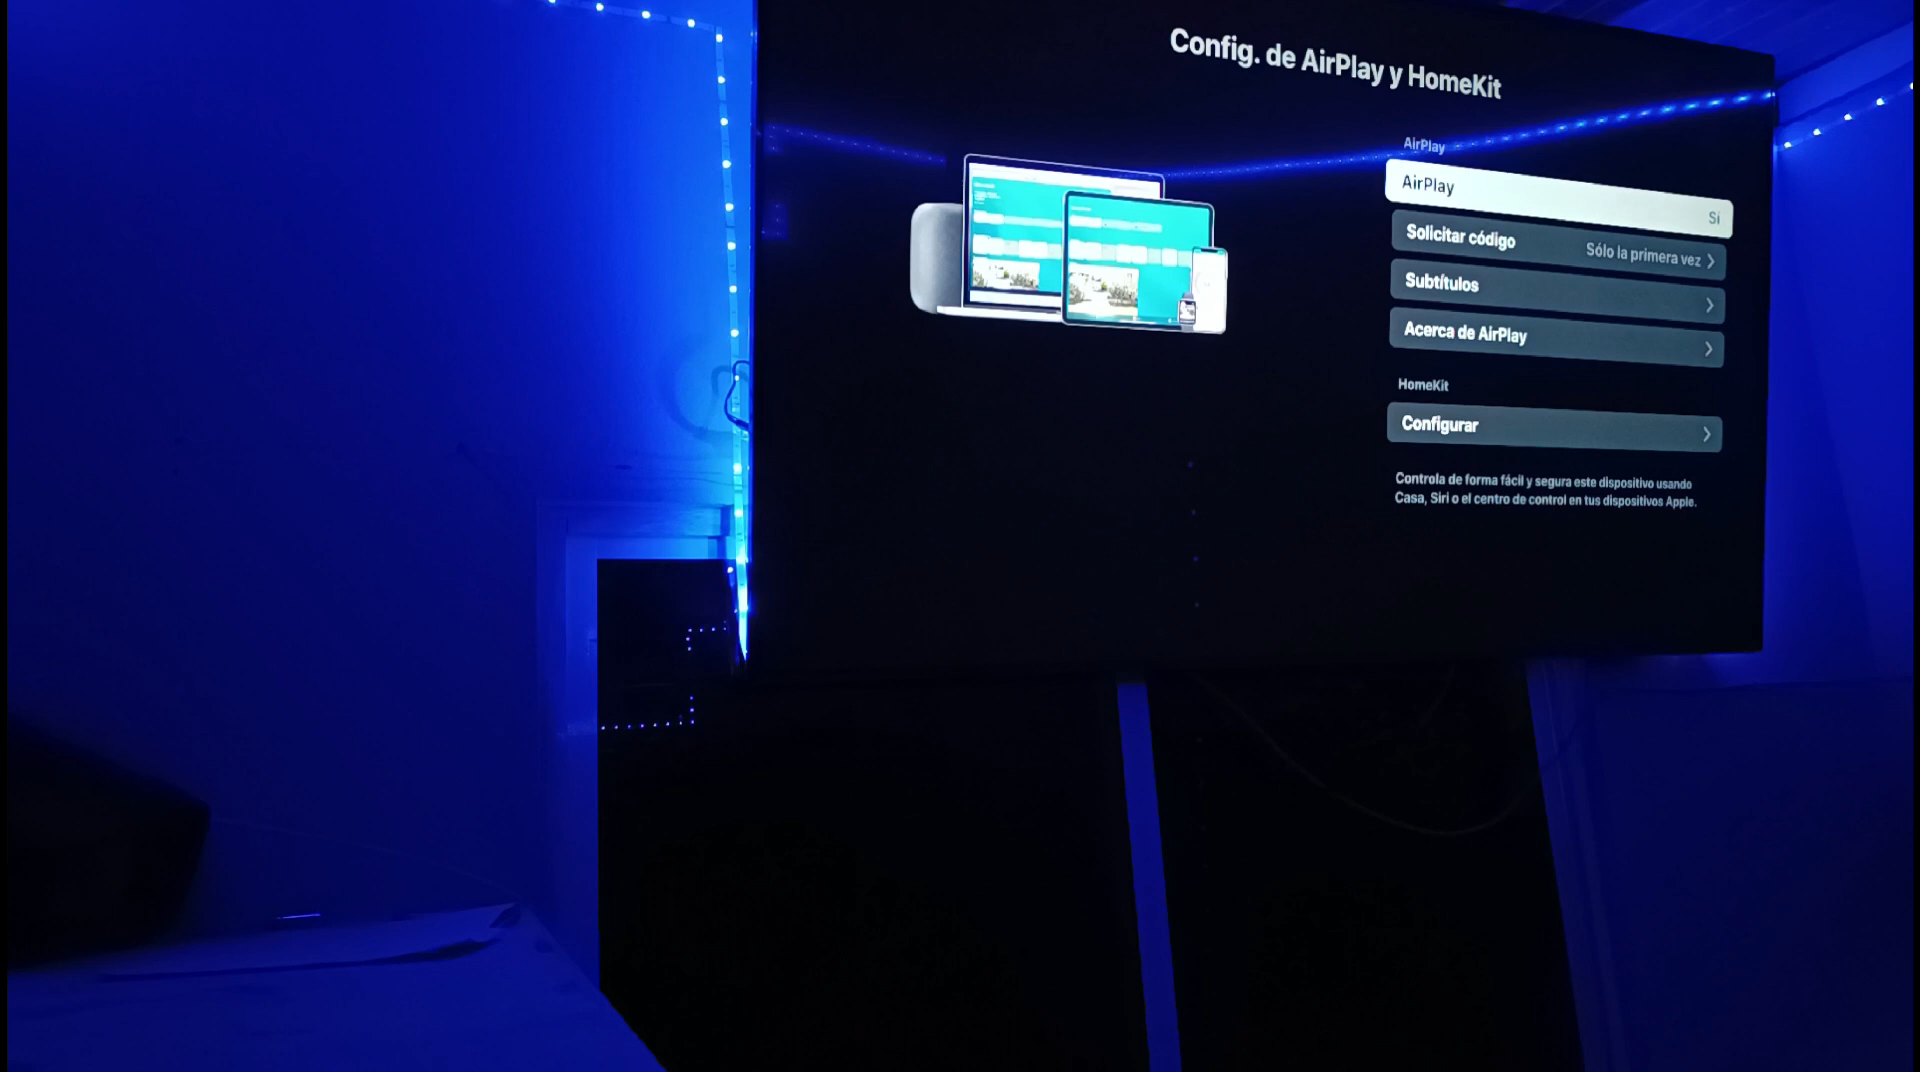 Config. de AirPlay y HomeKit
AirPlay
AirPlay
Sí
Solicitar código
Sólo la primera vez
Subtítulos
Acerca de AirPlay
HomeKit
Configurar
Controla de forma fácil y segura este dispositivo usando
Casa, Siri o el centro de control en tus dispositivos Apple.